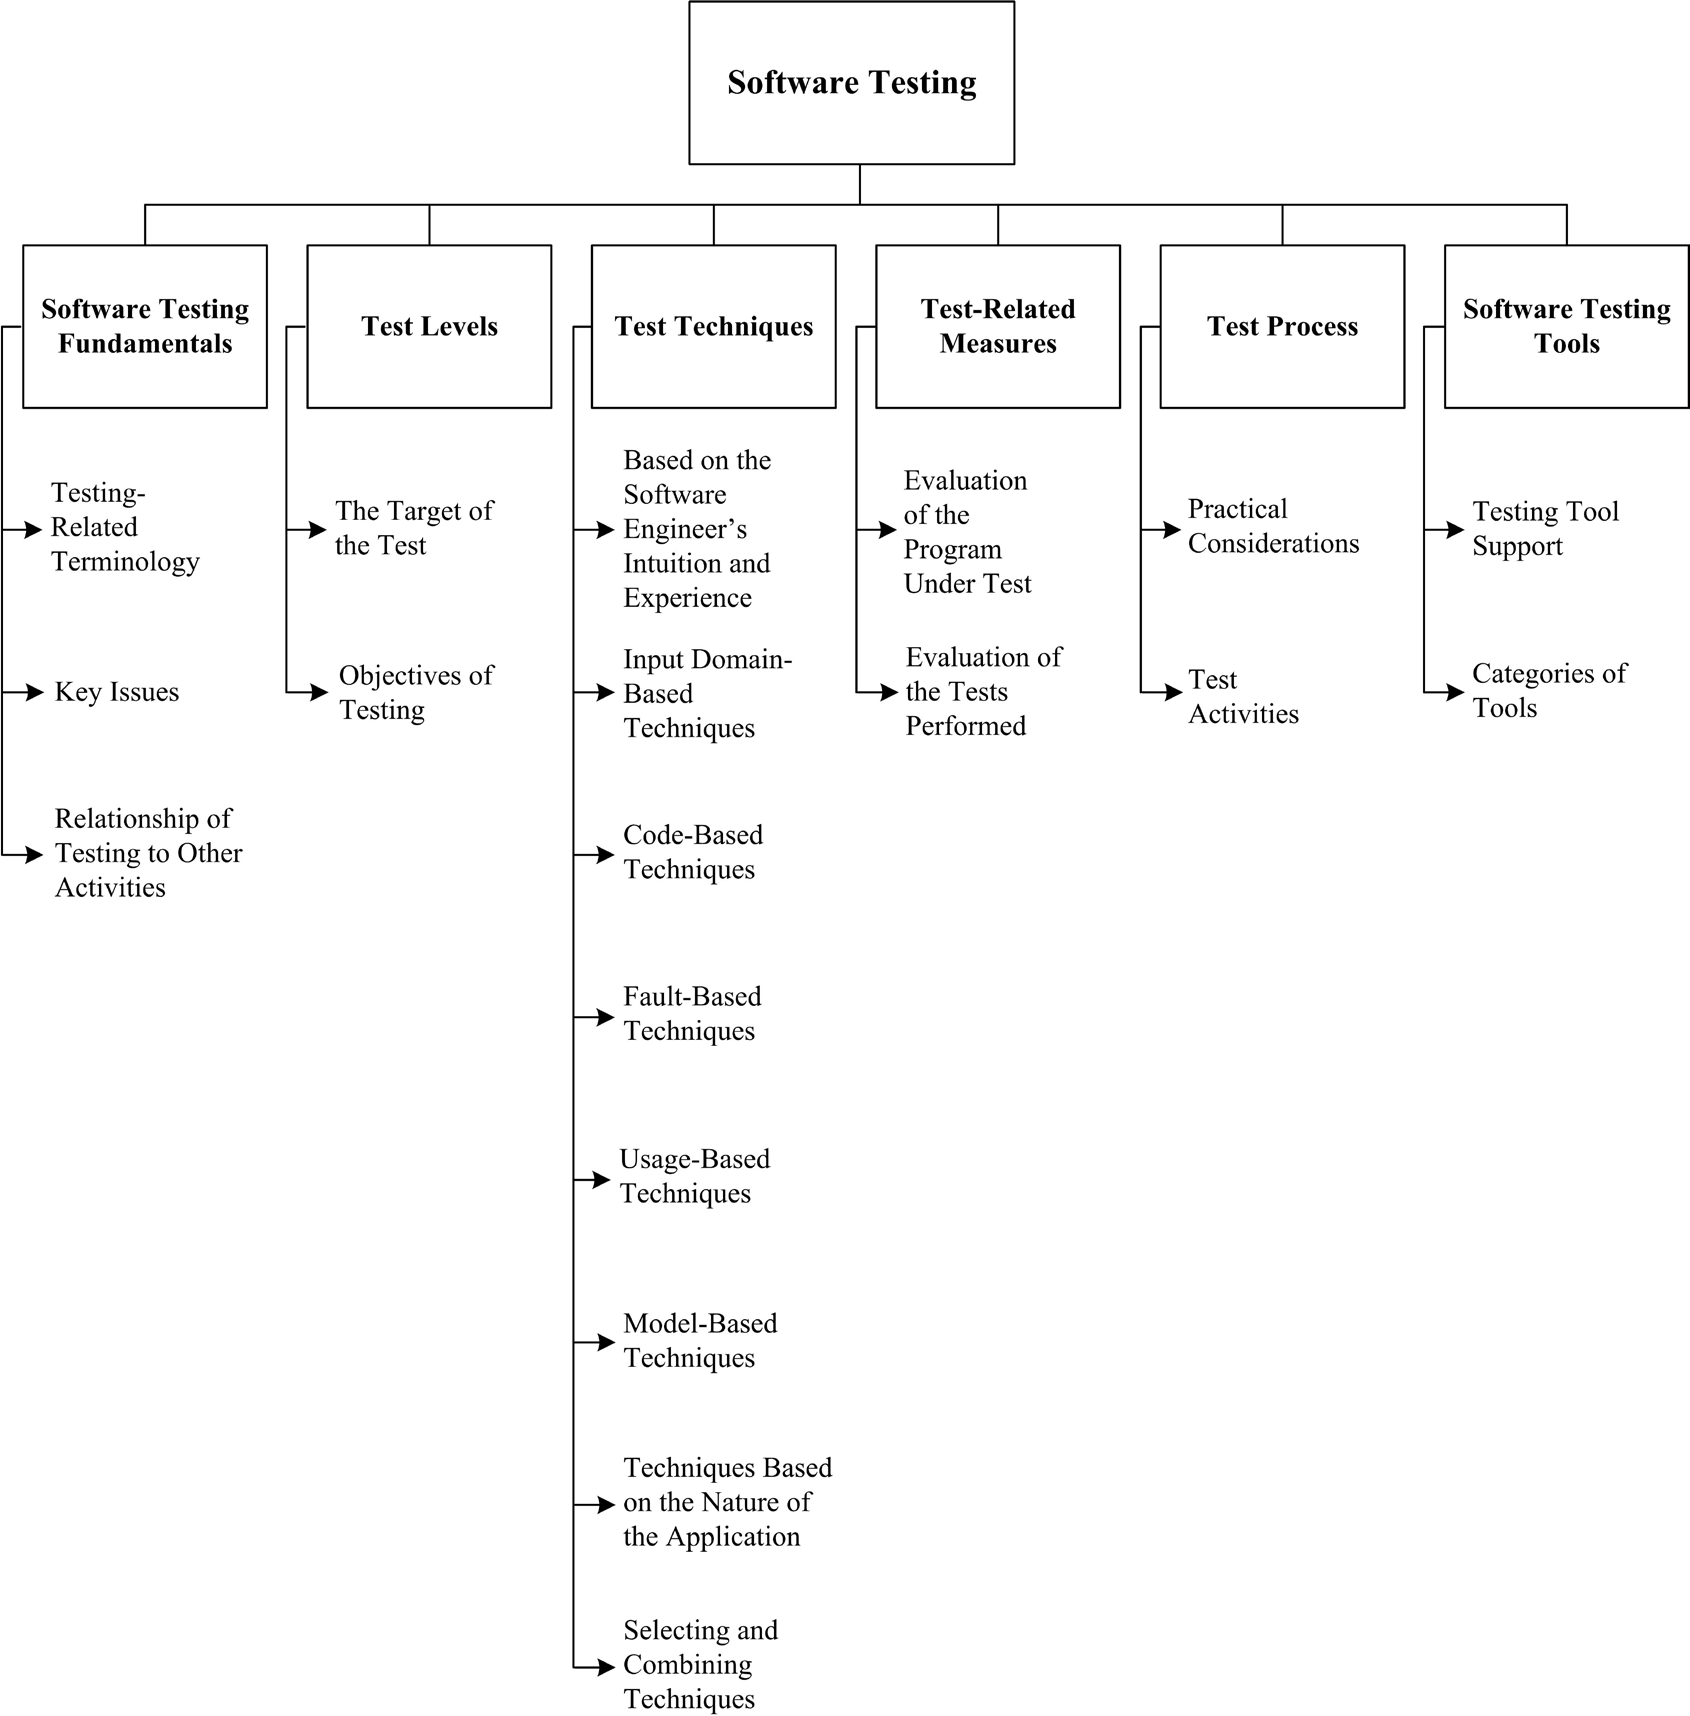 Software Testing
Software Testing
Fundamentals
Testing-
Related
Terminology
Key Issues
Relationship of
Testing to Other
Activities
Test Levels
The Target of
the Test
Objectives of
Testing
Test Techniques
Based on the
Software
Engineer’s
Intuition and
Experience
Input Domain-
Based
Techniques
Code-Based
Techniques
Fault-Based
Techniques
Usage-Based
Techniques
Model-Based
Techniques
Techniques Based
on the Nature of
the Application
Selecting and
Combining
Techniques
Test-Related
Measures
Evaluation
of the
Program
Under Test
Evaluation of
the Tests
Performed
Test Process
Practical
Considerations
Test
Activities
Software Testing
Tools
Testing Tool
Support
Categories of
Tools